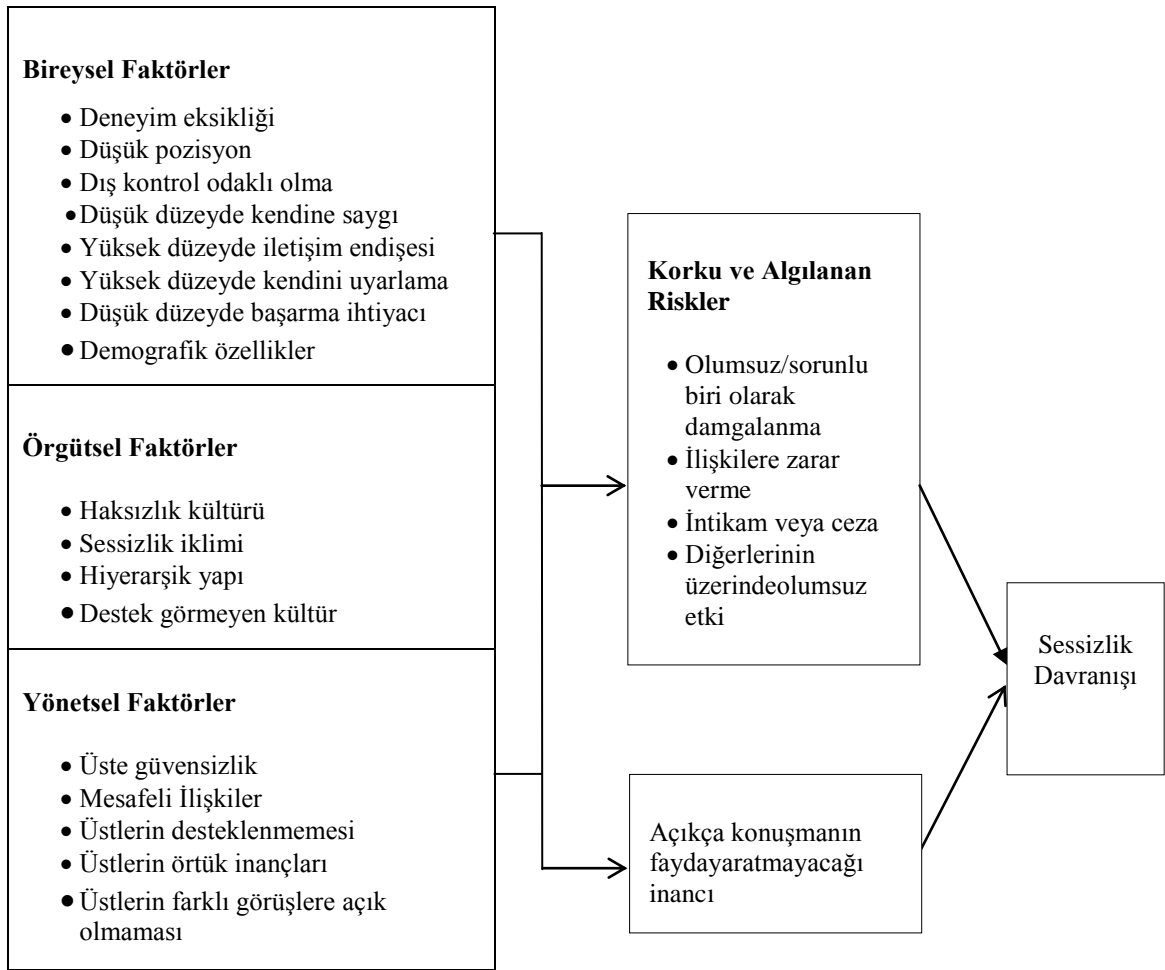 Bireysel Faktörler
• Deneyim eksikliği
• Düşük pozisyon
• Dış kontrol odaklı olma
• Düşük düzeyde kendine saygı
• Yüksek düzeyde iletişim endişesi
• Yüksek düzeyde kendini uyarlama
• Düşük düzeyde başarma ihtiyacı
• Demografik özellikler
Örgütsel Faktörler
• Haksızlık kültürü
• Sessizlik iklimi
• Hiyerarşik yapı
• Destek görmeyen kültür
Yönetsel Faktörler
• Üste güvensizlik
• Mesafeli İlişkiler
• Üstlerin desteklenmemesi
• Üstlerin örtük inançları
• Üstlerin farklı görüşlere açık
olmaması
Korku ve Algılanan
Riskler
• Olumsuz/sorunlu
biri olarak
damgalanma
• İlişkilere zarar
verme
• İntikam veya ceza
• Diğerlerinin
üzerindeolumsuz
etki
Açıkça konuşmanın
faydayaratmayacağı
inancı
Sessizlik
Davranışı